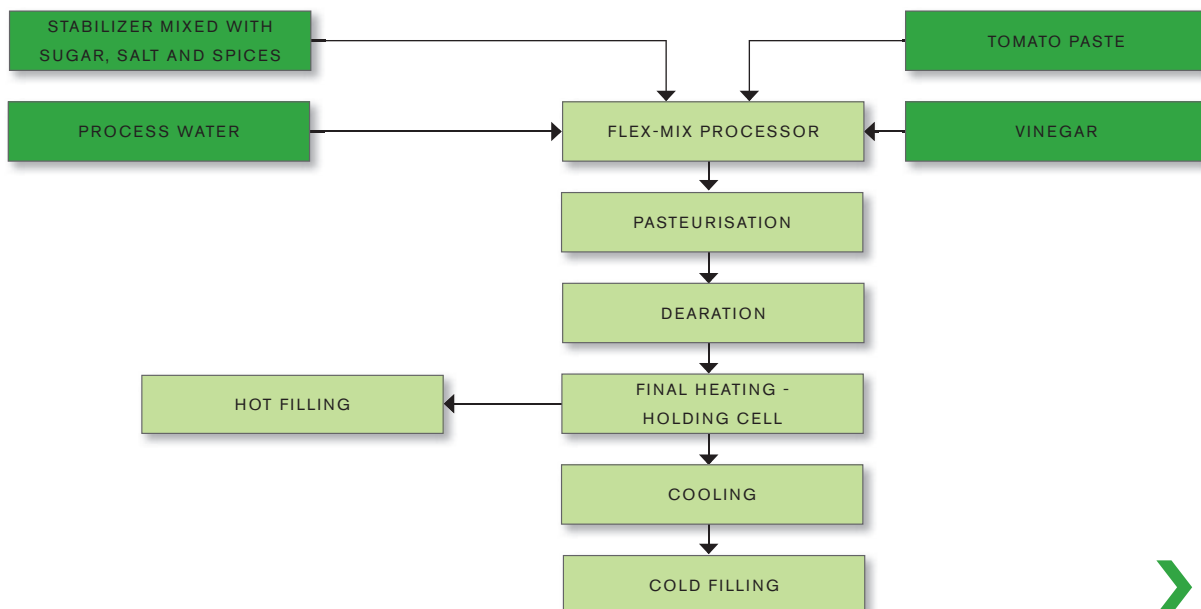 STABILIZER MIXED WITH
SUGAR, SALT AND SPICES
TOMATO PASTE
PROCESS WATER
FLEX-MIX PROCESSOR
VINEGAR
PASTEURISATION
DEARATION
FINAL HEATING -
HOLDING CELL
HOT FILLING
COOLING
COLD FILLING